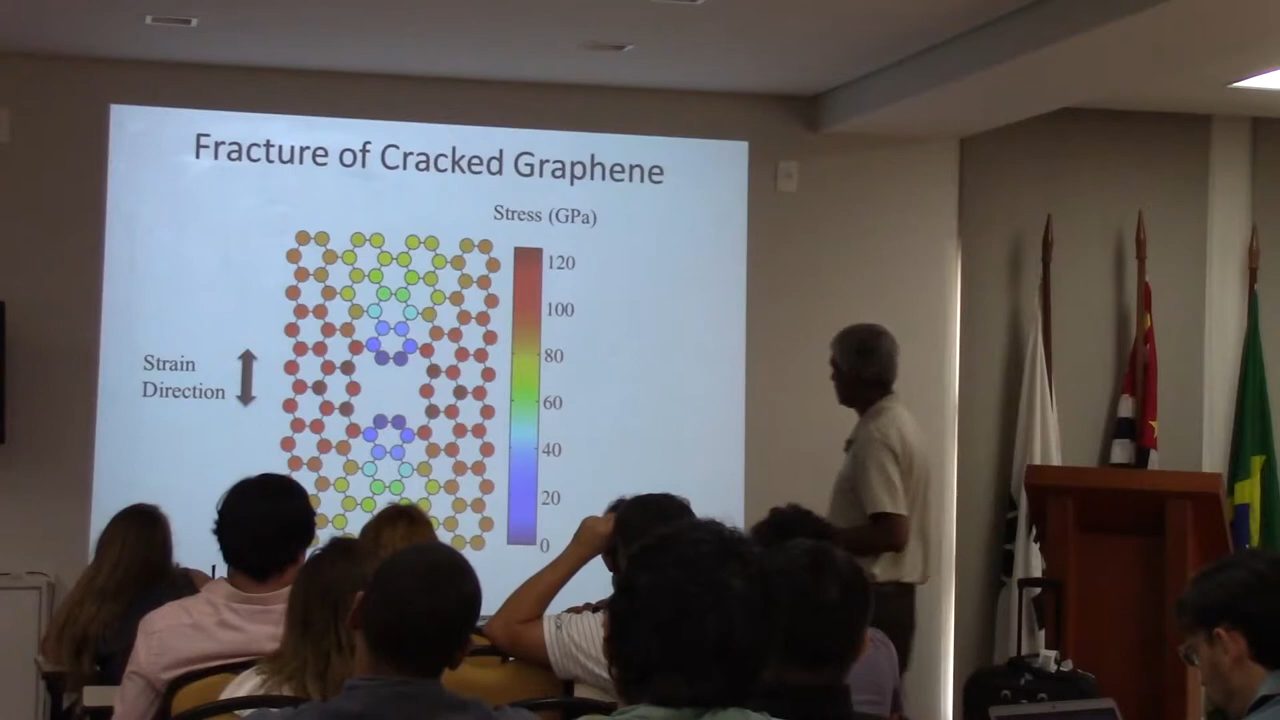 Fracture of Cracked Graphene
Stress (GPa)
120
100
80
60
40
20
0
Strain
Direction